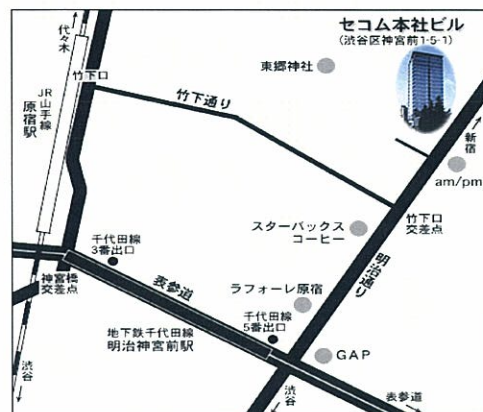 セコム本社ビル
(渋谷区神宮前1-5-1)
代々木
東郷神社
竹下口
竹下通り
JR山手線
原宿駅
新宿
am/pm
竹下口
交差点
スターバックス
コーヒー
明治通り
千代田線
3番出口
神宮橋
交差点
表参道
ラフォーレ原宿
千代田線
5番出口
地下鉄千代田線
明治神宮前駅
GAP
渋谷
渋谷
表参道